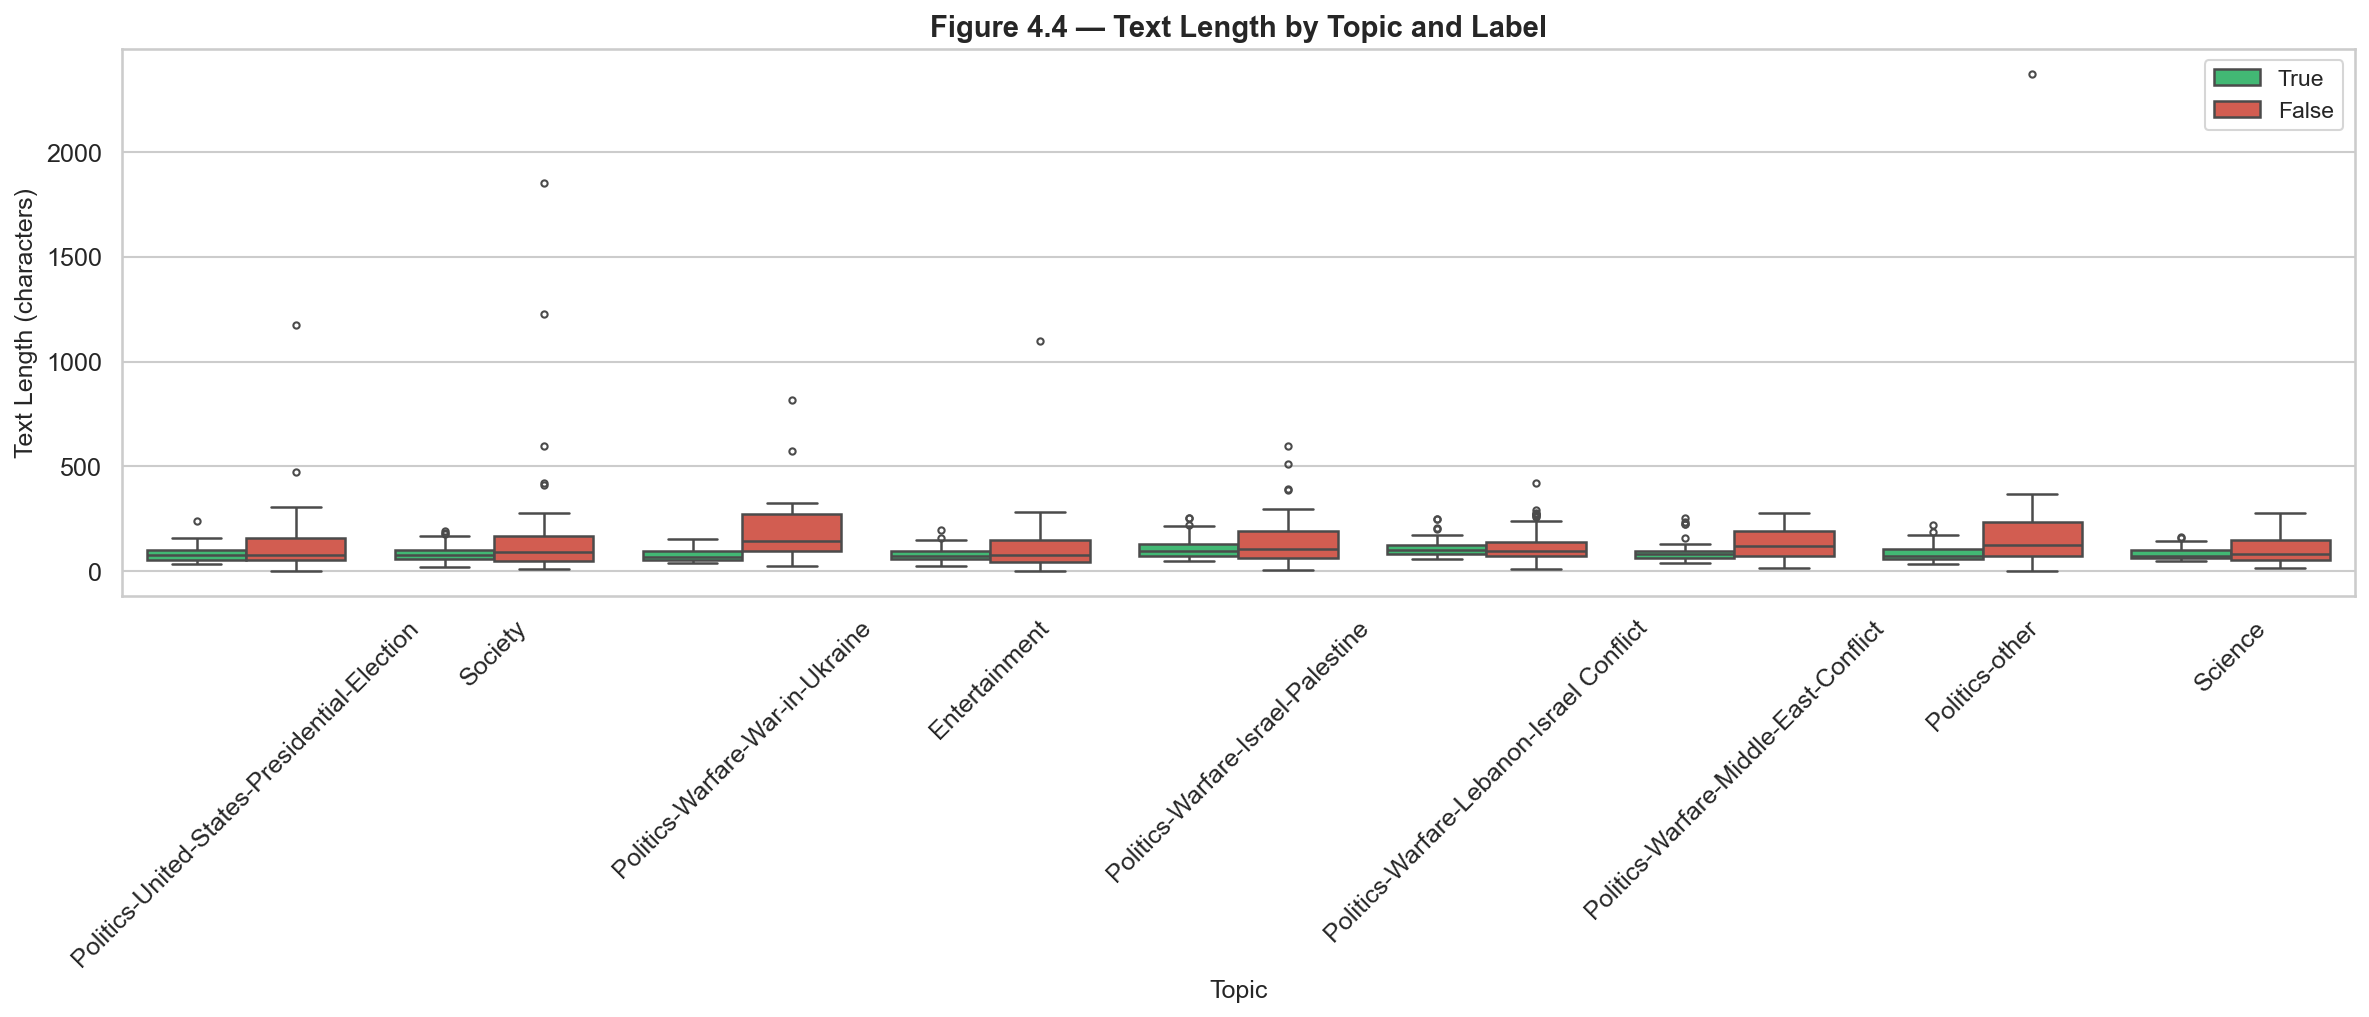 Figure 4.4 — Text Length by Topic and Label
True
False
Text Length (characters)
2000
1500
1000
500
0
Politics-United-States-Presidential-Election
Society
Politics-Warfare-War-in-Ukraine
Entertainment
Politics-Warfare-Israel-Palestine
Politics-Warfare-Lebanon-Israel Conflict
Politics-Warfare-Middle-East-Conflict
Politics-other
Science
Topic